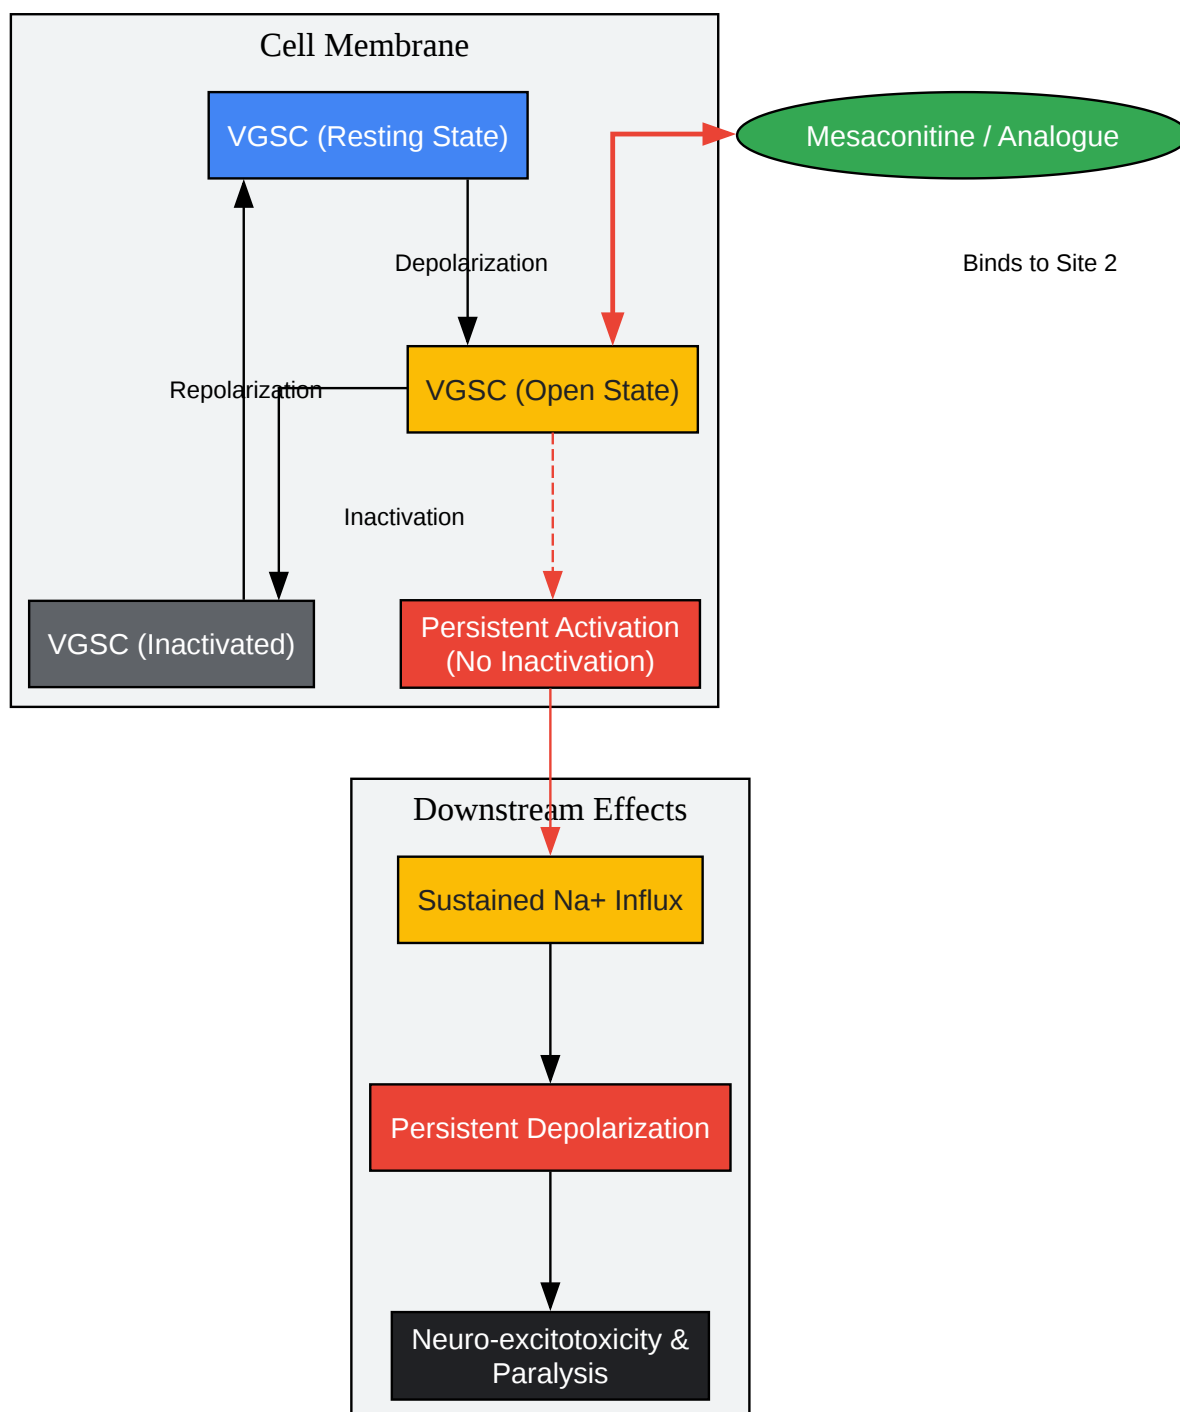 Cell Membrane
VGSC (Resting State)
Mesaconitine / Analogue
Depolarization
Binds to Site 2
Repolarization
VGSC (Open State)
Inactivation
VGSC (Inactivated)
Persistent Activation
(No Inactivation)
Downstream Effects
Sustained Na+ Influx
Persistent Depolarization
Neuro-excitotoxicity &
Paralysis